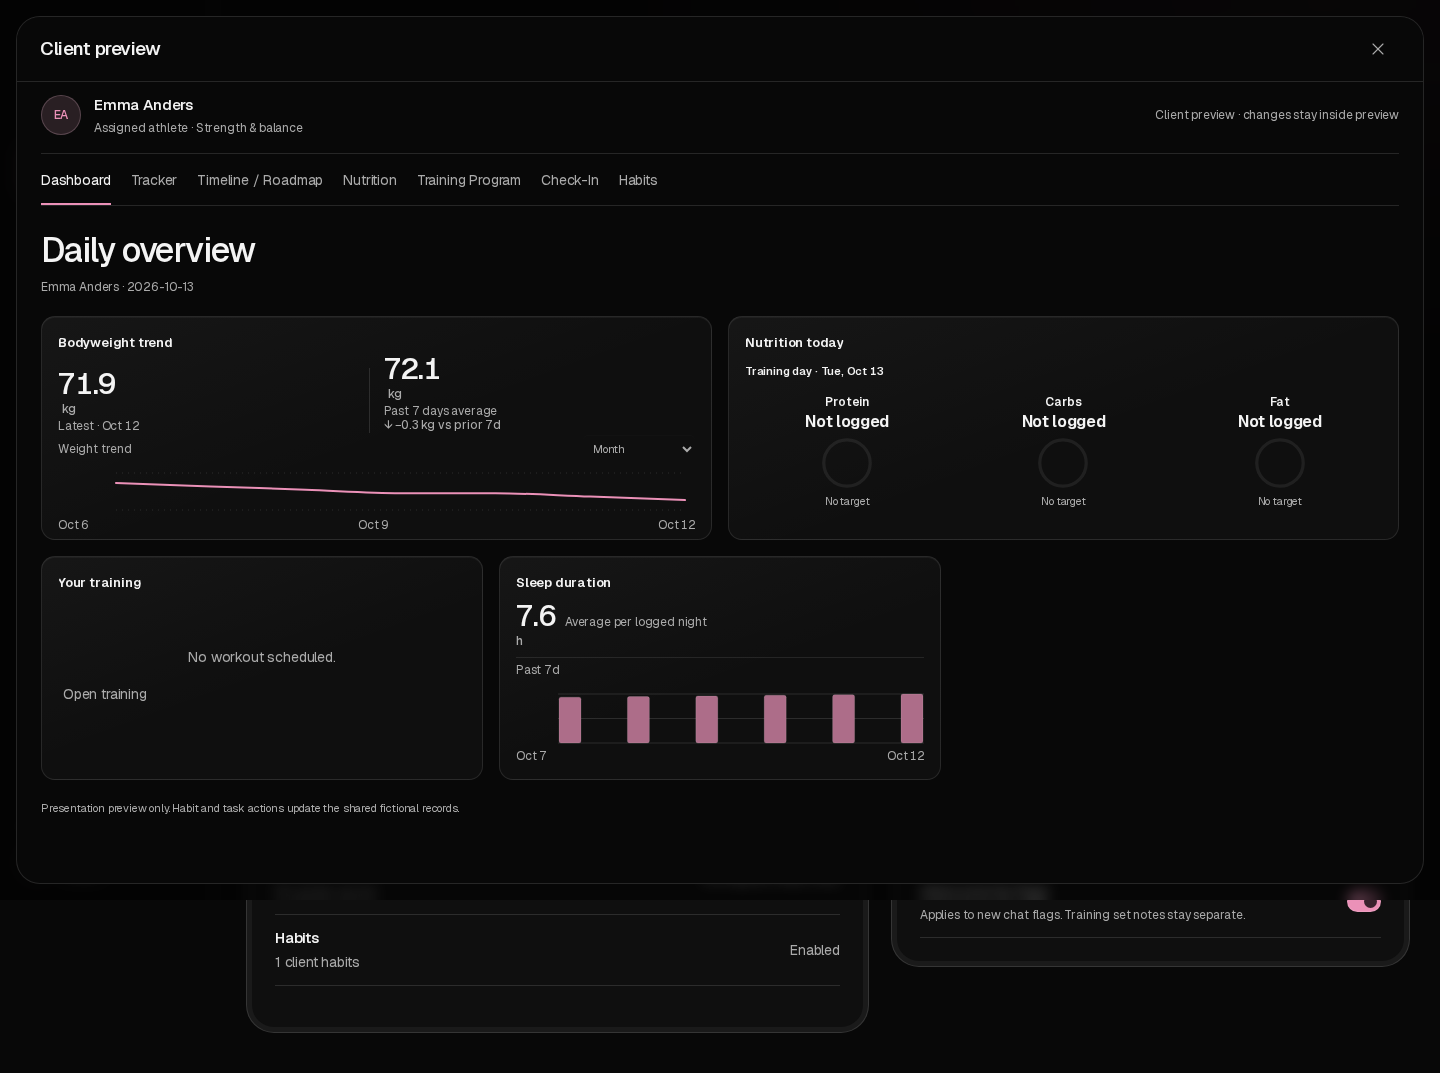 Client preview
EA
Emma Anders
Assigned athlete · Strength & balance
Client preview · changes stay inside preview
Dashboard
Tracker
Timeline / Roadmap
Nutrition
Training Program
Check-In
Habits
Daily overview
Emma Anders · 2026-10-13
Bodyweight trend
71.9
kg
Latest · Oct 12
72.1
kg
Past 7 days average
↓ −0.3 kg vs prior 7d
Weight trend
Month
Oct 6
Oct 9
Oct 12
Nutrition today
Training day · Tue, Oct 13
Protein
Not logged
No target
Carbs
Not logged
No target
Fat
Not logged
No target
Your training
No workout scheduled.
Open training
Sleep duration
7.6
h
Average per logged night
Past 7d
Oct 7
Oct 12
Presentation preview only. Habit and task actions update the shared fictional records.
Habits
1 client habits
Enabled
Applies to new chat flags. Training set notes stay separate.